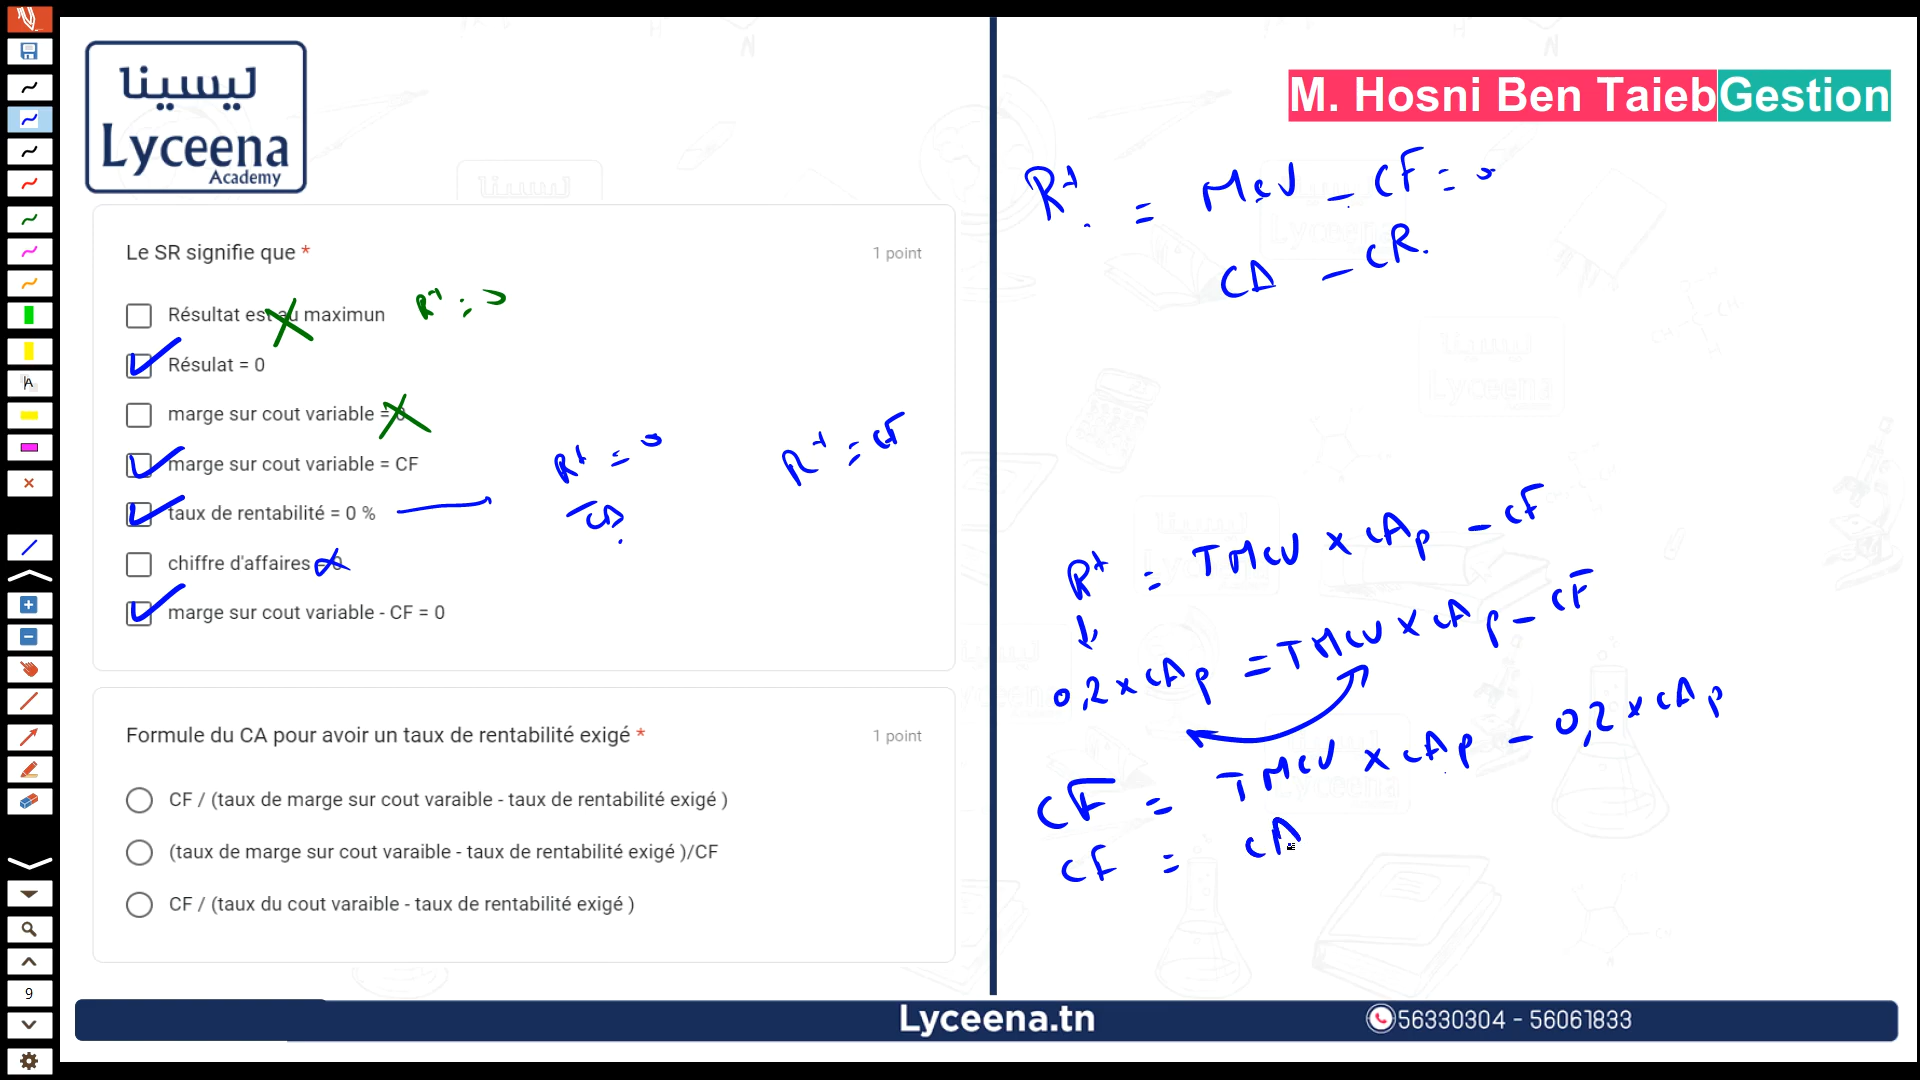 ليسينا
Lyceena
Academy
M. Hosni Ben Taieb Gestion
Le SR signifie que *
1 point
Résultat est au maximun
Rt = 0
Résulat = 0
marge sur cout variable = 0
marge sur cout variable = CF
taux de rentabilité = 0 %
Rt = 0
CA
Rt = CF
chiffre d'affaires = 0
marge sur cout variable - CF = 0
Formule du CA pour avoir un taux de rentabilité exigé *
1 point
CF / (taux de marge sur cout varaible - taux de rentabilité exigé )
(taux de marge sur cout varaible - taux de rentabilité exigé )/CF
CF / (taux du cout varaible - taux de rentabilité exigé )
Rt = McV - CF = 0
CA - CR.
Rt = TMCV x CAp - CF
0,2 x CAp = TMCV x CAp - CF
CF = TMCV x CAp - 0,2 x CAp
CF = CA
9
Lyceena.tn
56330304 - 56061833